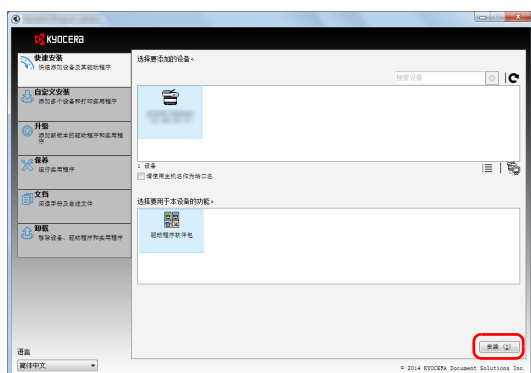 KYOCERA
快速安装
快速添加设备及其驱动程序
自定义安装
添加多个设备和打印实用程序
升级
添加新版本的驱动程序和实用程
序
保养
运行实用程序
文档
阅读手册及自述文件
卸载
移除设备、驱动程序和实用程序
语言
简体中文
选择要添加的设备。
搜索设备
1 设备
请使用主机名作为端口名
选择要用于本设备的功能。
驱动程序软件包
安装 (I)
© 2014 KYOCERA Document Solutions Inc.